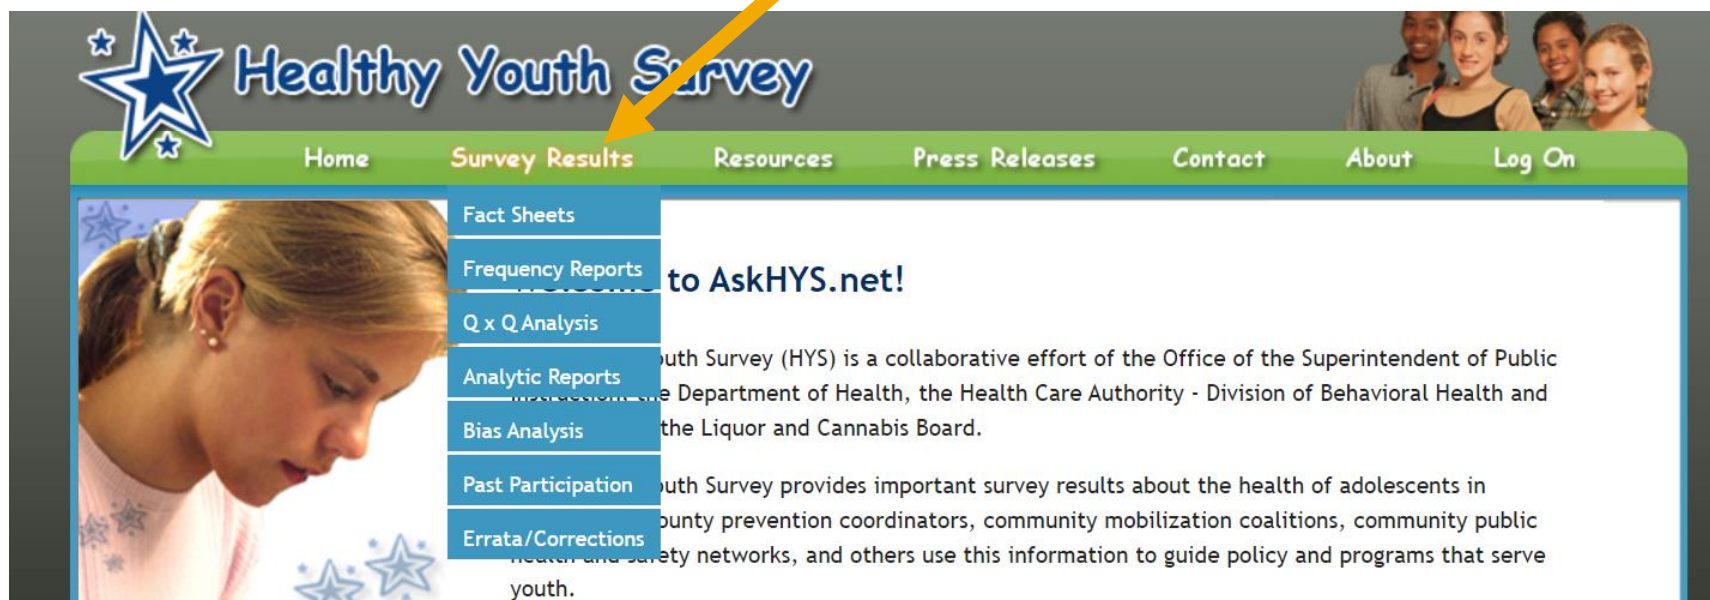 Healthy Youth Survey
Home Survey Results Resources Press Releases Contact About Log On
Fact Sheets
Frequency Reports
Q x Q Analysis
Analytic Reports
Bias Analysis
Past Participation
Errata/Corrections
to AskHYS.net!
Survey (HYS) is a collaborative effort of the Office of the Superintendent of Public
Department of Health, the Health Care Authority - Division of Behavioral Health and
the Liquor and Cannabis Board.
Survey provides important survey results about the health of adolescents in
prevention coordinators, community mobilization coalitions, community public
health and safety networks, and others use this information to guide policy and programs that serve
youth.